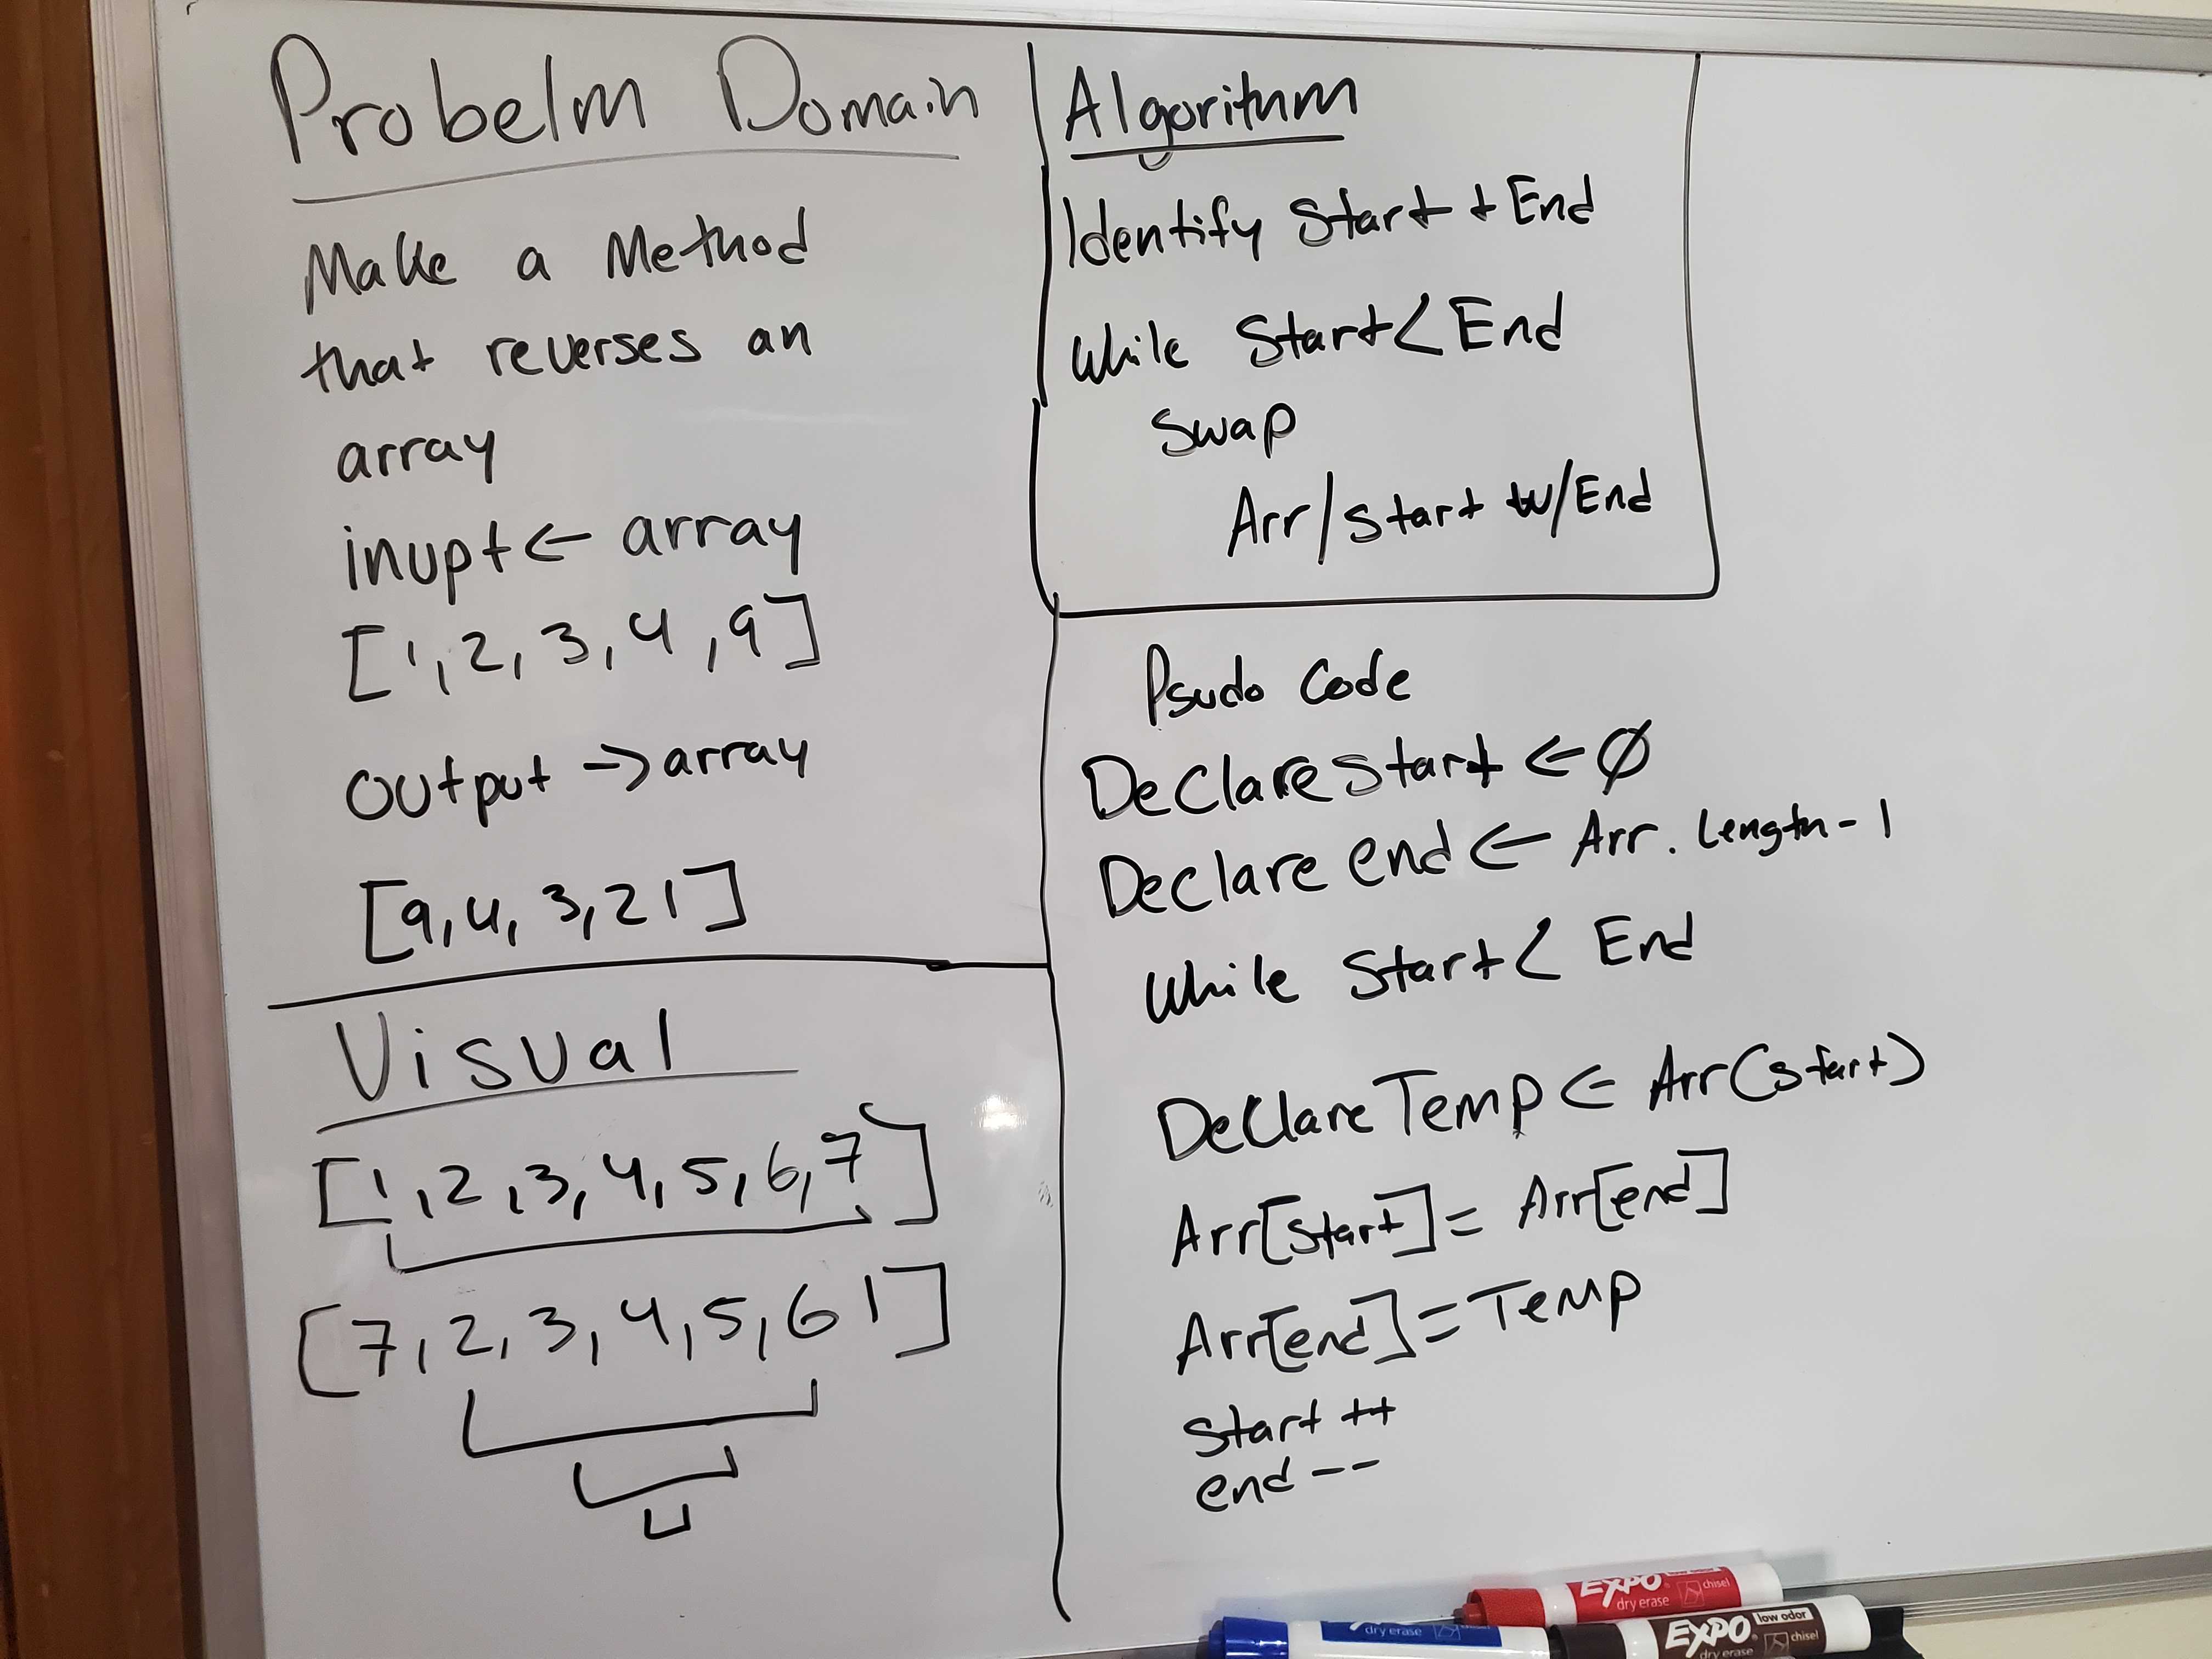 Probelm Domain
Make a Method
that reverses an
array
inupt ← array
[1, 2, 3, 4, 9]
output → array
[9, 4, 3, 2 1]
Visual
[1, 2, 3, 4, 5, 6, 7]
[7, 2, 3, 4, 5, 6 1]
Algorithm
Identify Start + End
While Start < End
Swap
Arr/start w/End
Psudo Code
Declare start ← Ø
Declare end ← Arr. Length - 1
While Start < End
Declare Temp ← Arr(start)
Arr[start] = Arr[end]
Arr[end] = Temp
start ++
end --
EXPO
dry erase
chisel
dry erase
EXPO
low odor
chisel
dry erase